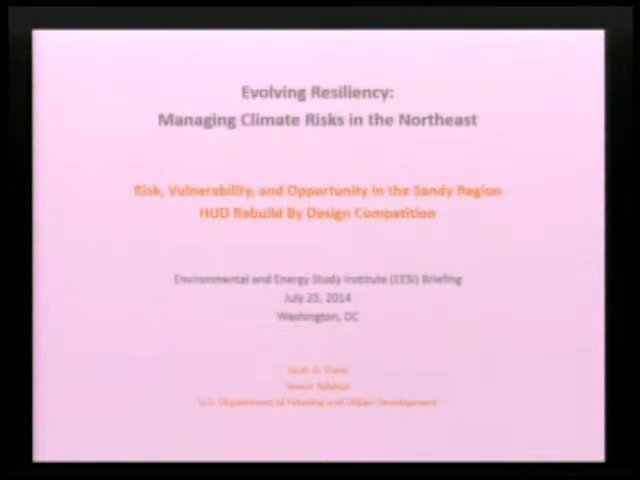 Evolving Resiliency:
Managing Climate Risks in the Northeast
Risk, Vulnerability, and Opportunity in the Sandy Region
HUD Rebuild By Design Competition
Environmental and Energy Study Institute (EESI) Briefing
July 25, 2014
Washington, DC
Senior Advisor
U.S. Department of Housing and Urban Development